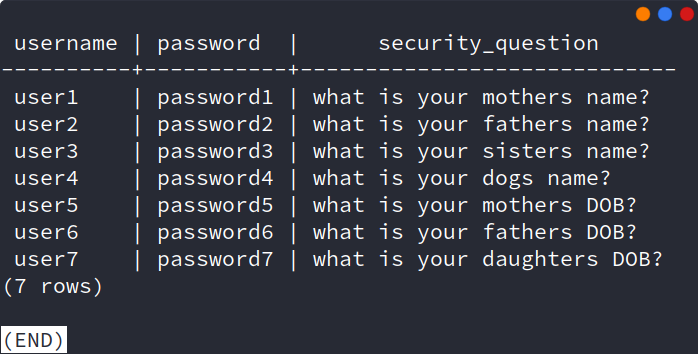 username | password | security_question
----------+-----------+-----------------------------
user1 | password1 | what is your mothers name?
user2 | password2 | what is your fathers name?
user3 | password3 | what is your sisters name?
user4 | password4 | what is your dogs name?
user5 | password5 | what is your mothers DOB?
user6 | password6 | what is your fathers DOB?
user7 | password7 | what is your daughters DOB?
(7 rows)
(END)